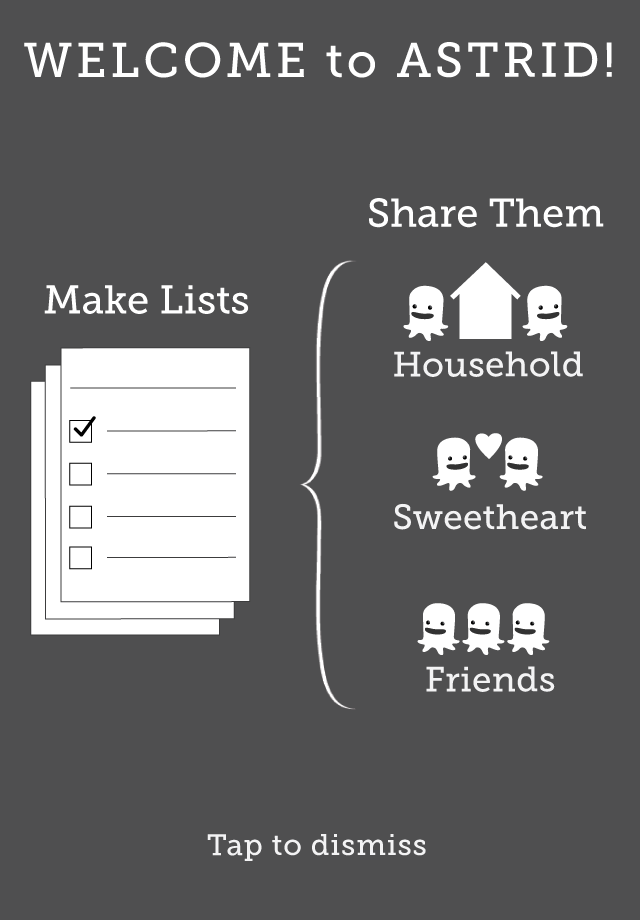 WELCOME to ASTRID!
Share Them
Make Lists
Household
Sweetheart
Friends
Tap to dismiss